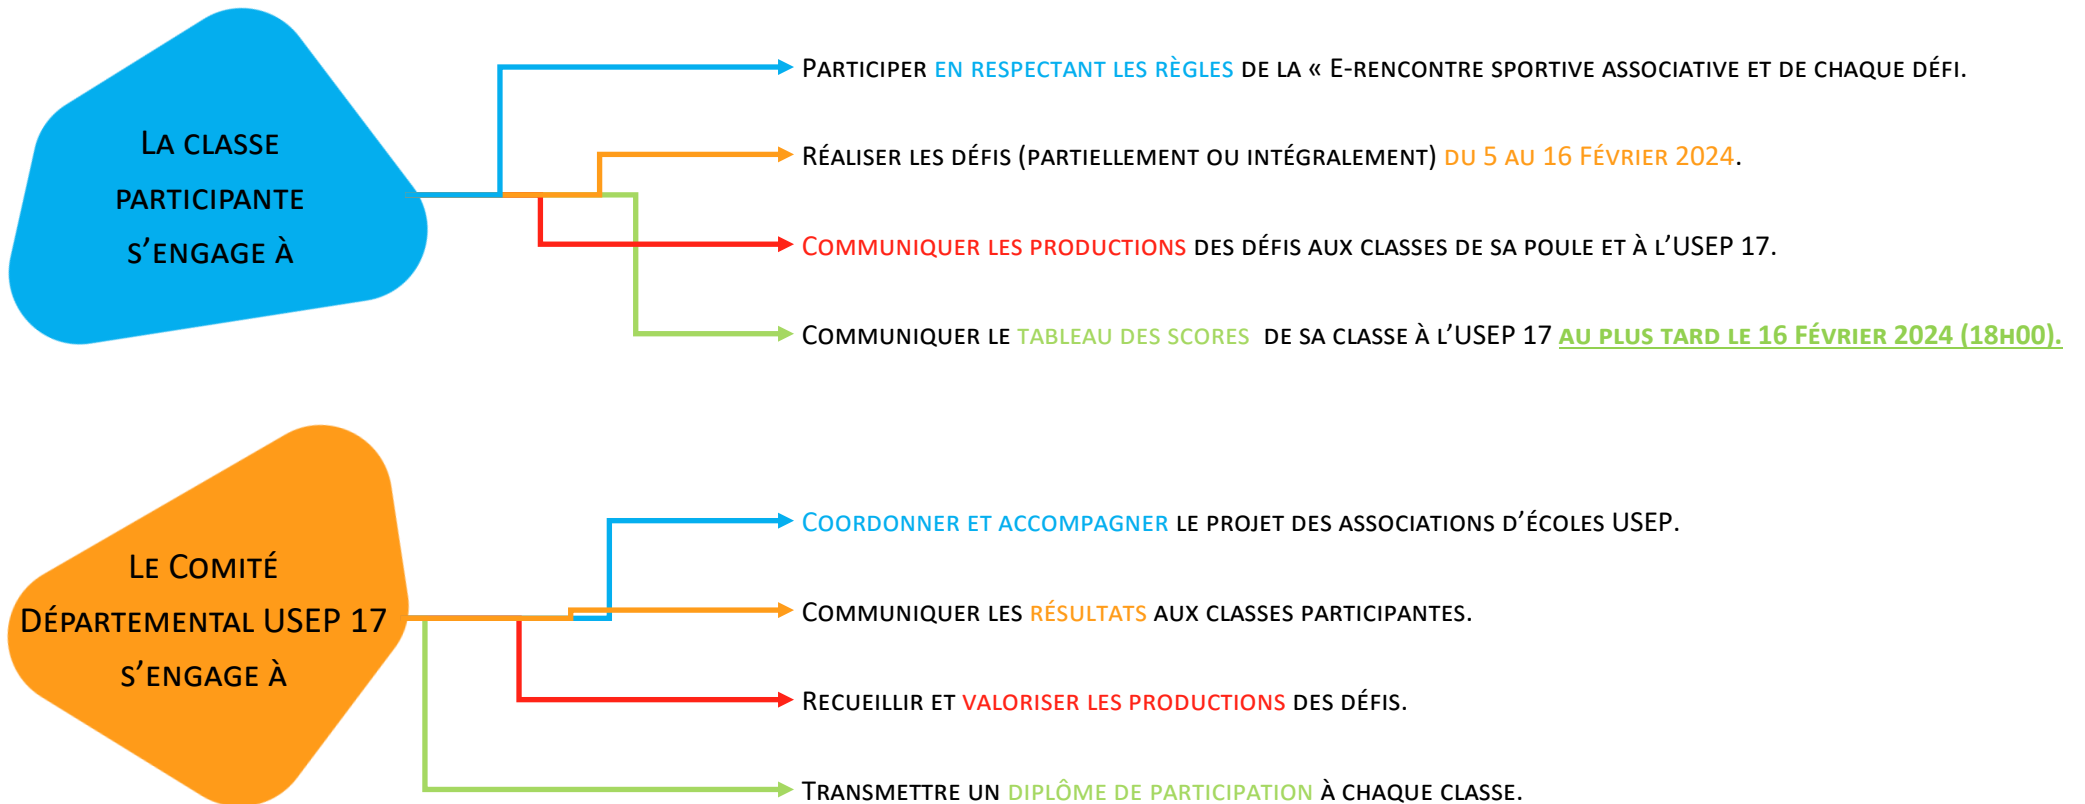 La classe
participante
s’engage à
Participer en respectant les règles de la « E-rencontre sportive associative et de chaque défi.
Réaliser les défis (partiellement ou intégralement) du 5 au 16 Février 2024.
Communiquer les productions des défis aux classes de sa poule et à l’USEP 17.
Communiquer le tableau des scores de sa classe à l’USEP 17 au plus tard le 16 Février 2024 (18h00).
Le Comité
Départemental USEP 17
s’engage à
Coordonner et accompagner le projet des associations d’écoles USEP.
Communiquer les résultats aux classes participantes.
Recueillir et valoriser les productions des défis.
Transmettre un diplôme de participation à chaque classe.